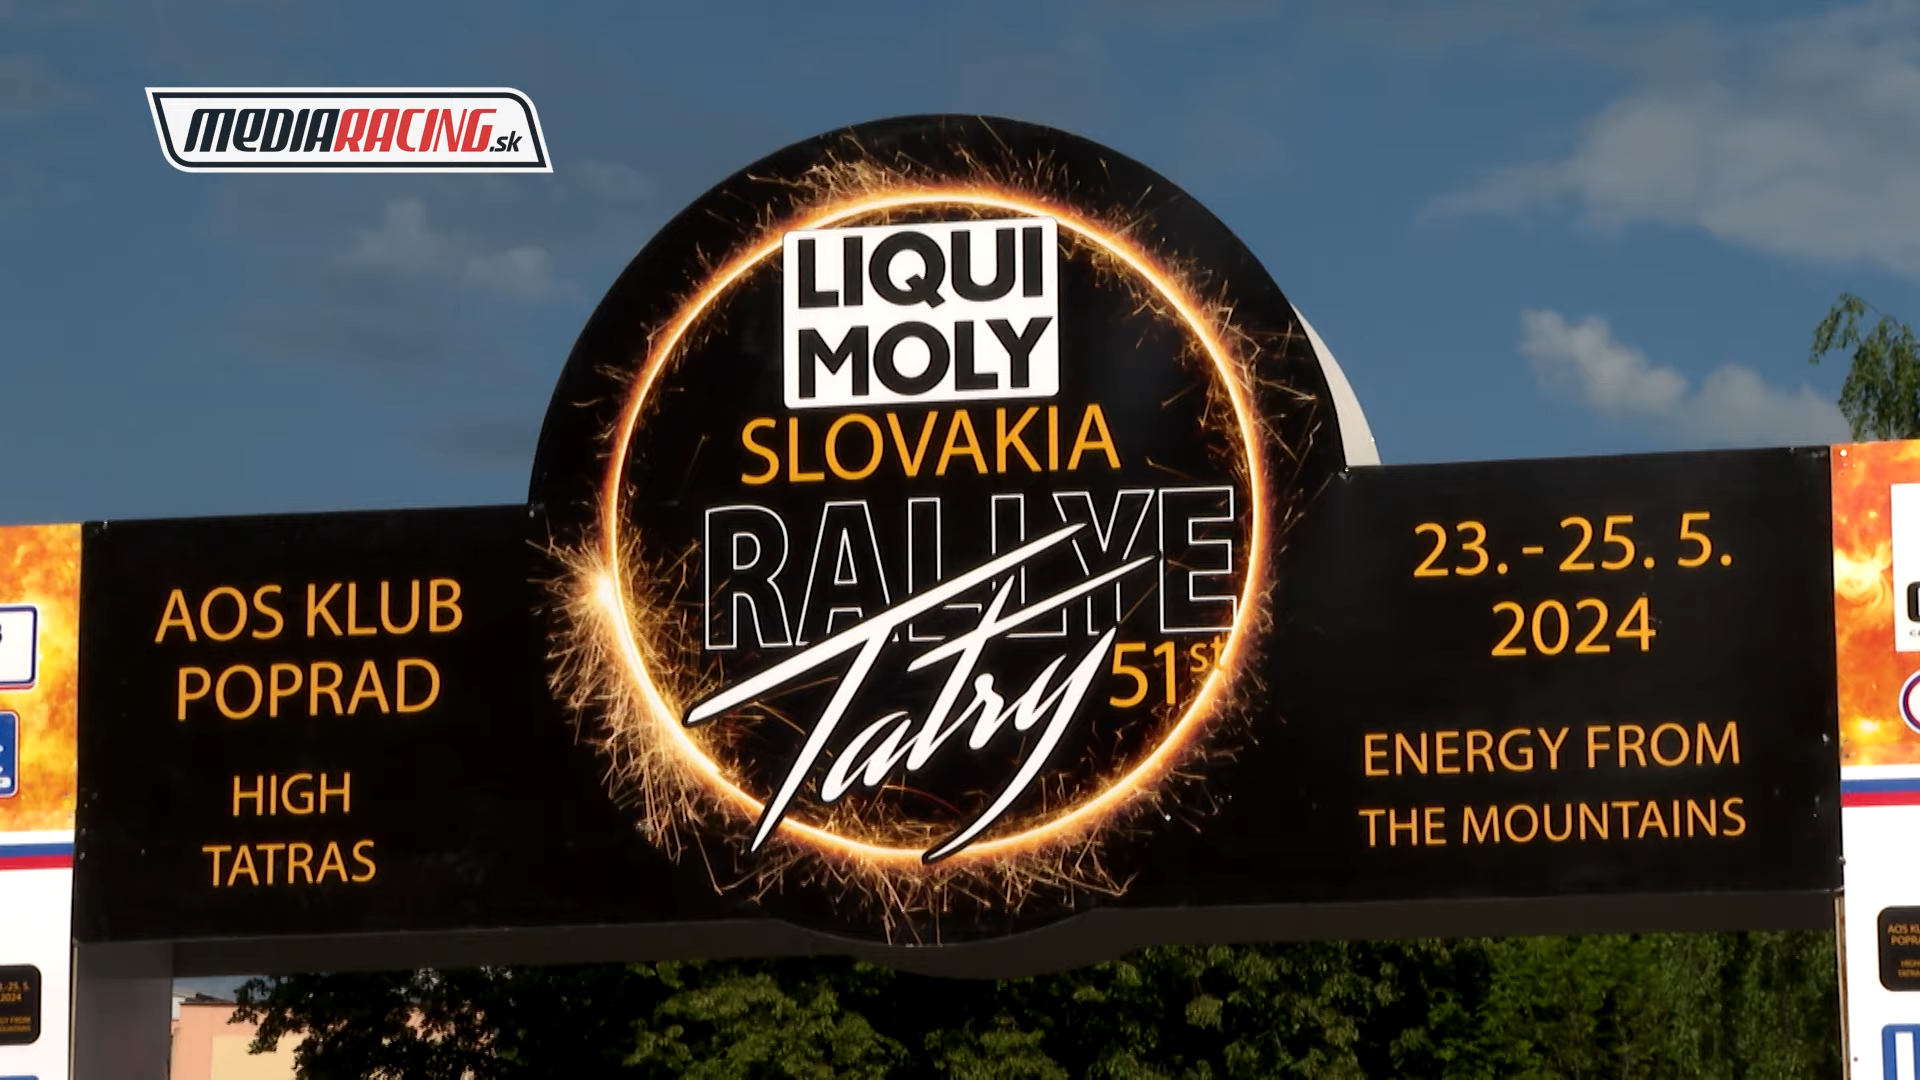 MEDIARACING.sk
LIQUI
MOLY
SLOVAKIA
RALLYE
Tatry 51st
AOS KLUB
POPRAD
HIGH
TATRAS
23. - 25. 5.
2024
ENERGY FROM
THE MOUNTAINS